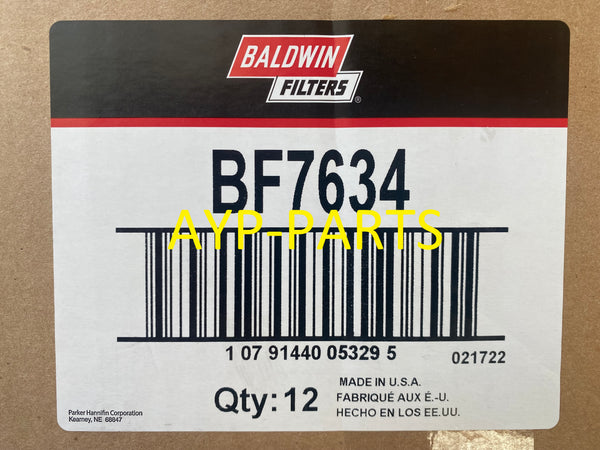 BALDWIN
FILTERS®
BF7634
AYP-PARTS
1 07 91440 05329 5
021722
Qty: 12
MADE IN U.S.A.
FABRIQUÉ AUX É.-U.
HECHO EN LOS EE.UU.
Parker Hannifin Corporation
Kearney, NE 68847